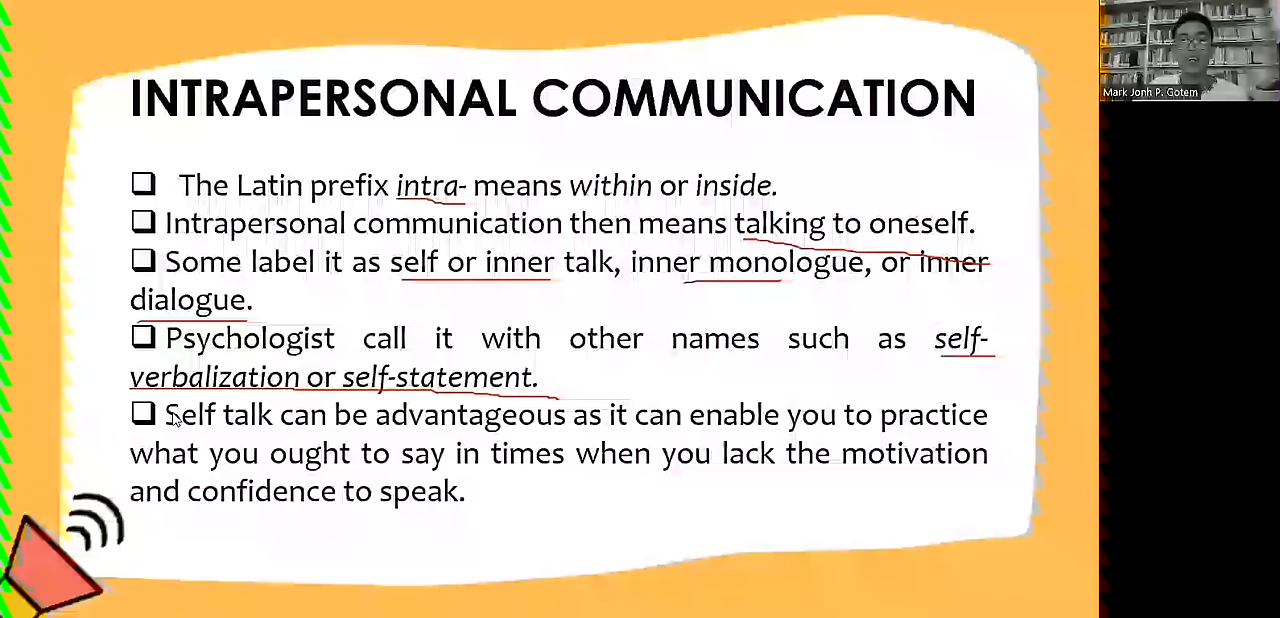 INTRAPERSONAL COMMUNICATION
The Latin prefix intra- means within or inside.
Intrapersonal communication then means talking to oneself.
Some label it as self or inner talk, inner monologue, or inner
dialogue.
Psychologist call it with other names such as self-
verbalization or self-statement.
Self talk can be advantageous as it can enable you to practice
what you ought to say in times when you lack the motivation
and confidence to speak.
Mark Jonh P. Gotem